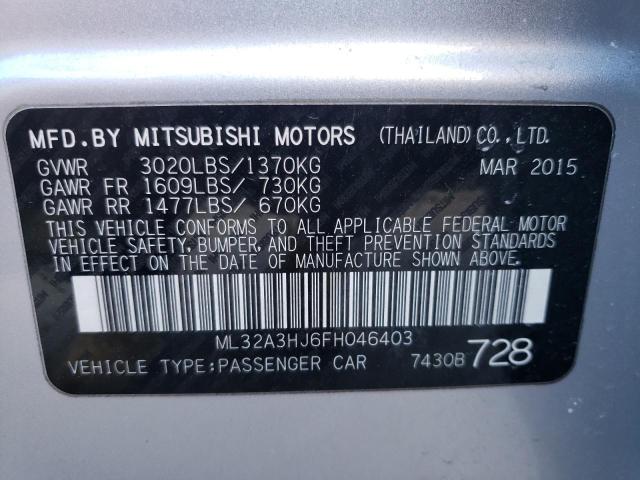 MFD.BY MITSUBISHI MOTORS (THAILAND)CO.,LTD.
GVWR 3020LBS/1370KG MAR 2015
GAWR FR 1609LBS/ 730KG
GAWR RR 1477LBS/ 670KG
THIS VEHICLE CONFORMS TO ALL APPLICABLE FEDERAL MOTOR
VEHICLE SAFETY, BUMPER, AND THEFT PREVENTION STANDARDS
IN EFFECT ON THE DATE OF MANUFACTURE SHOWN ABOVE.
ML32A3HJ6FH046403
VEHICLE TYPE;PASSENGER CAR 7430B 728